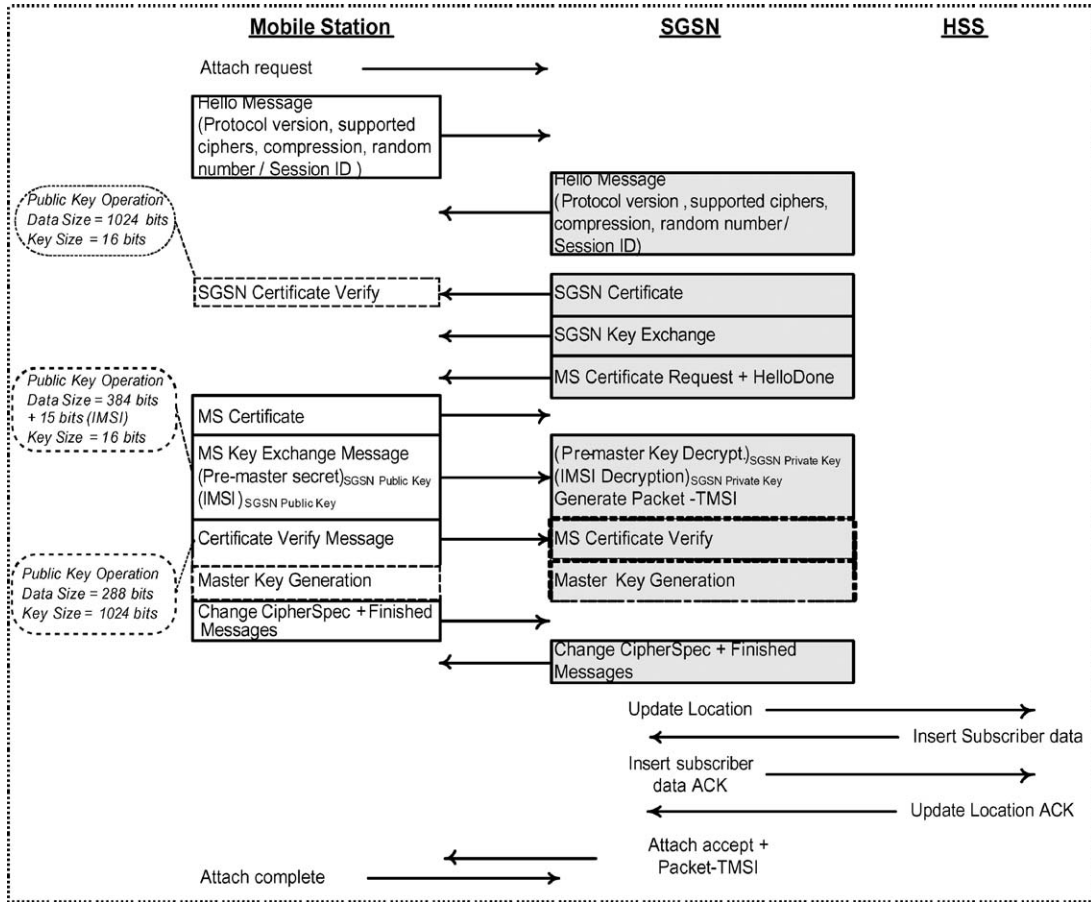 Mobile Station
SGSN
HSS
Attach request
Hello Message
(Protocol version, supported
ciphers, compression, random
number / Session ID )
Hello Message
(Protocol version , supported ciphers,
compression, random number /
Session ID)
Public Key Operation
Data Size = 1024 bits
Key Size = 16 bits
SGSN Certificate Verify
SGSN Certificate
SGSN Key Exchange
MS Certificate Request + HelloDone
Public Key Operation
Data Size = 384 bits
+ 15 bits (IMSI)
Key Size = 16 bits
MS Certificate
MS Key Exchange Message
(Pre-master secret)SGSN Public Key
(IMSI)SGSN Public Key
(Pre-master Key Decrypt.)SGSN Private Key
(IMSI Decryption)SGSN Private Key
Generate Packet -TMSI
Certificate Verify Message
MS Certificate Verify
Public Key Operation
Data Size = 288 bits
Key Size = 1024 bits
Master Key Generation
Master Key Generation
Change CipherSpec + Finished
Messages
Change CipherSpec + Finished
Messages
Update Location
Insert Subscriber data
Insert subscriber
data ACK
Update Location ACK
Attach accept +
Packet-TMSI
Attach complete